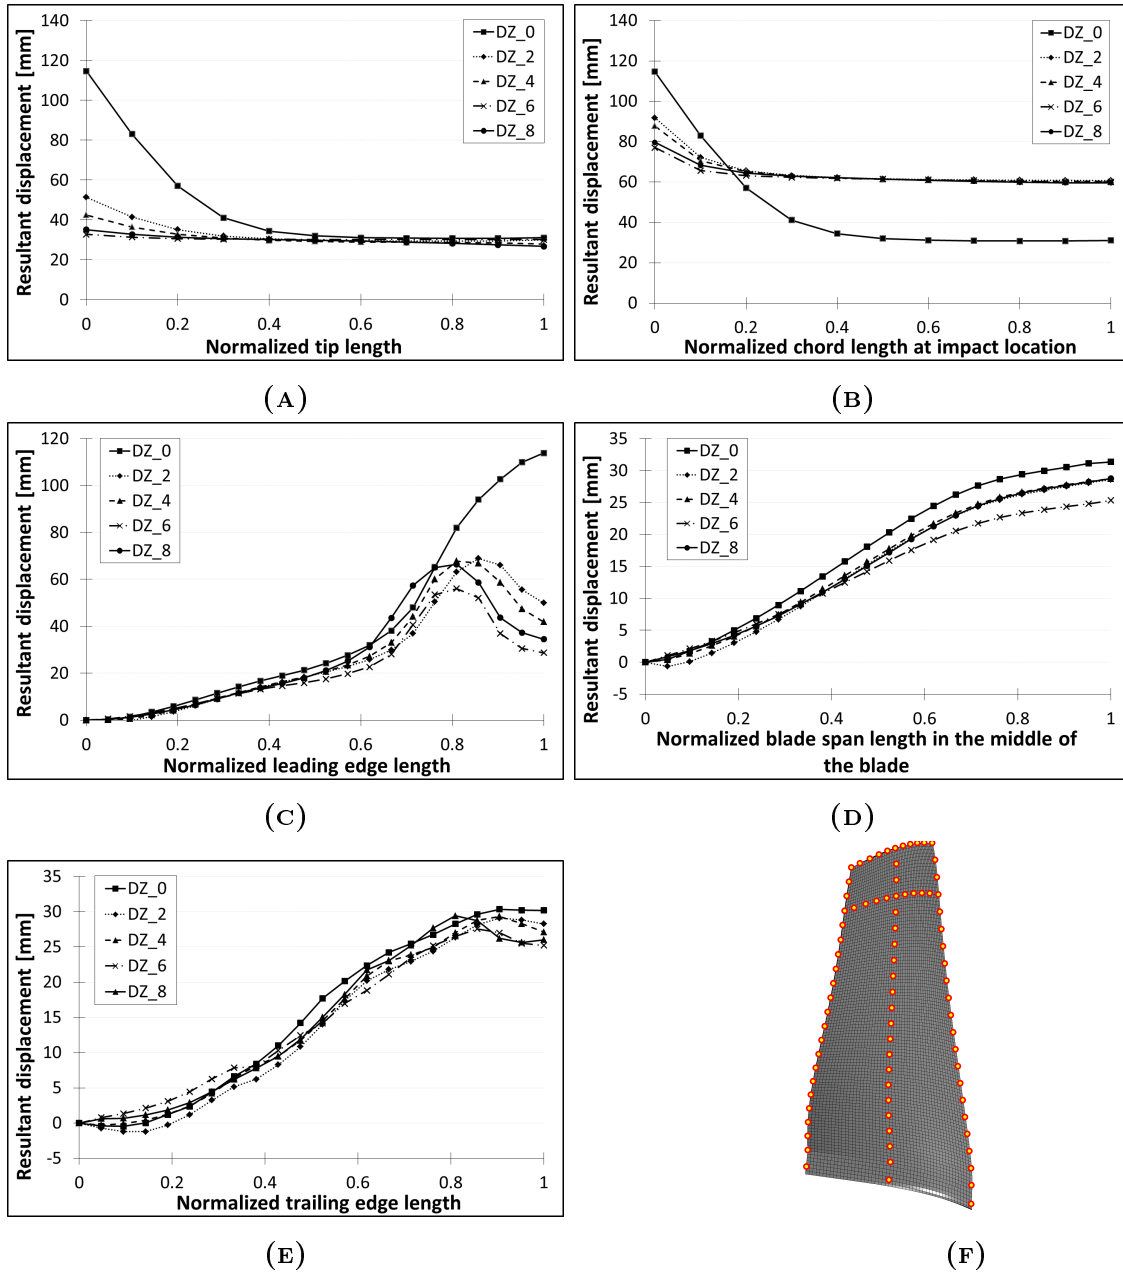 Resultant displacement [mm]
140
120
100
80
60
40
20
0
0 0.2 0.4 0.6 0.8 1
Normalized tip length
DZ_0
DZ_2
DZ_4
DZ_6
DZ_8
(A)
Resultant displacement [mm]
140
120
100
80
60
40
20
0
0 0.2 0.4 0.6 0.8 1
Normalized chord length at impact location
DZ_0
DZ_2
DZ_4
DZ_6
DZ_8
(B)
Resultant displacement [mm]
120
100
80
60
40
20
0
0 0.2 0.4 0.6 0.8 1
Normalized leading edge length
DZ_0
DZ_2
DZ_4
DZ_6
DZ_8
(C)
Resultant displacement [mm]
35
30
25
20
15
10
5
0
-5
0 0.2 0.4 0.6 0.8 1
Normalized blade span length in the middle of
the blade
DZ_0
DZ_2
DZ_4
DZ_6
DZ_8
(D)
Resultant displacement [mm]
35
30
25
20
15
10
5
0
-5
0 0.2 0.4 0.6 0.8 1
Normalized trailing edge length
DZ_0
DZ_2
DZ_4
DZ_6
DZ_8
(E)
(F)